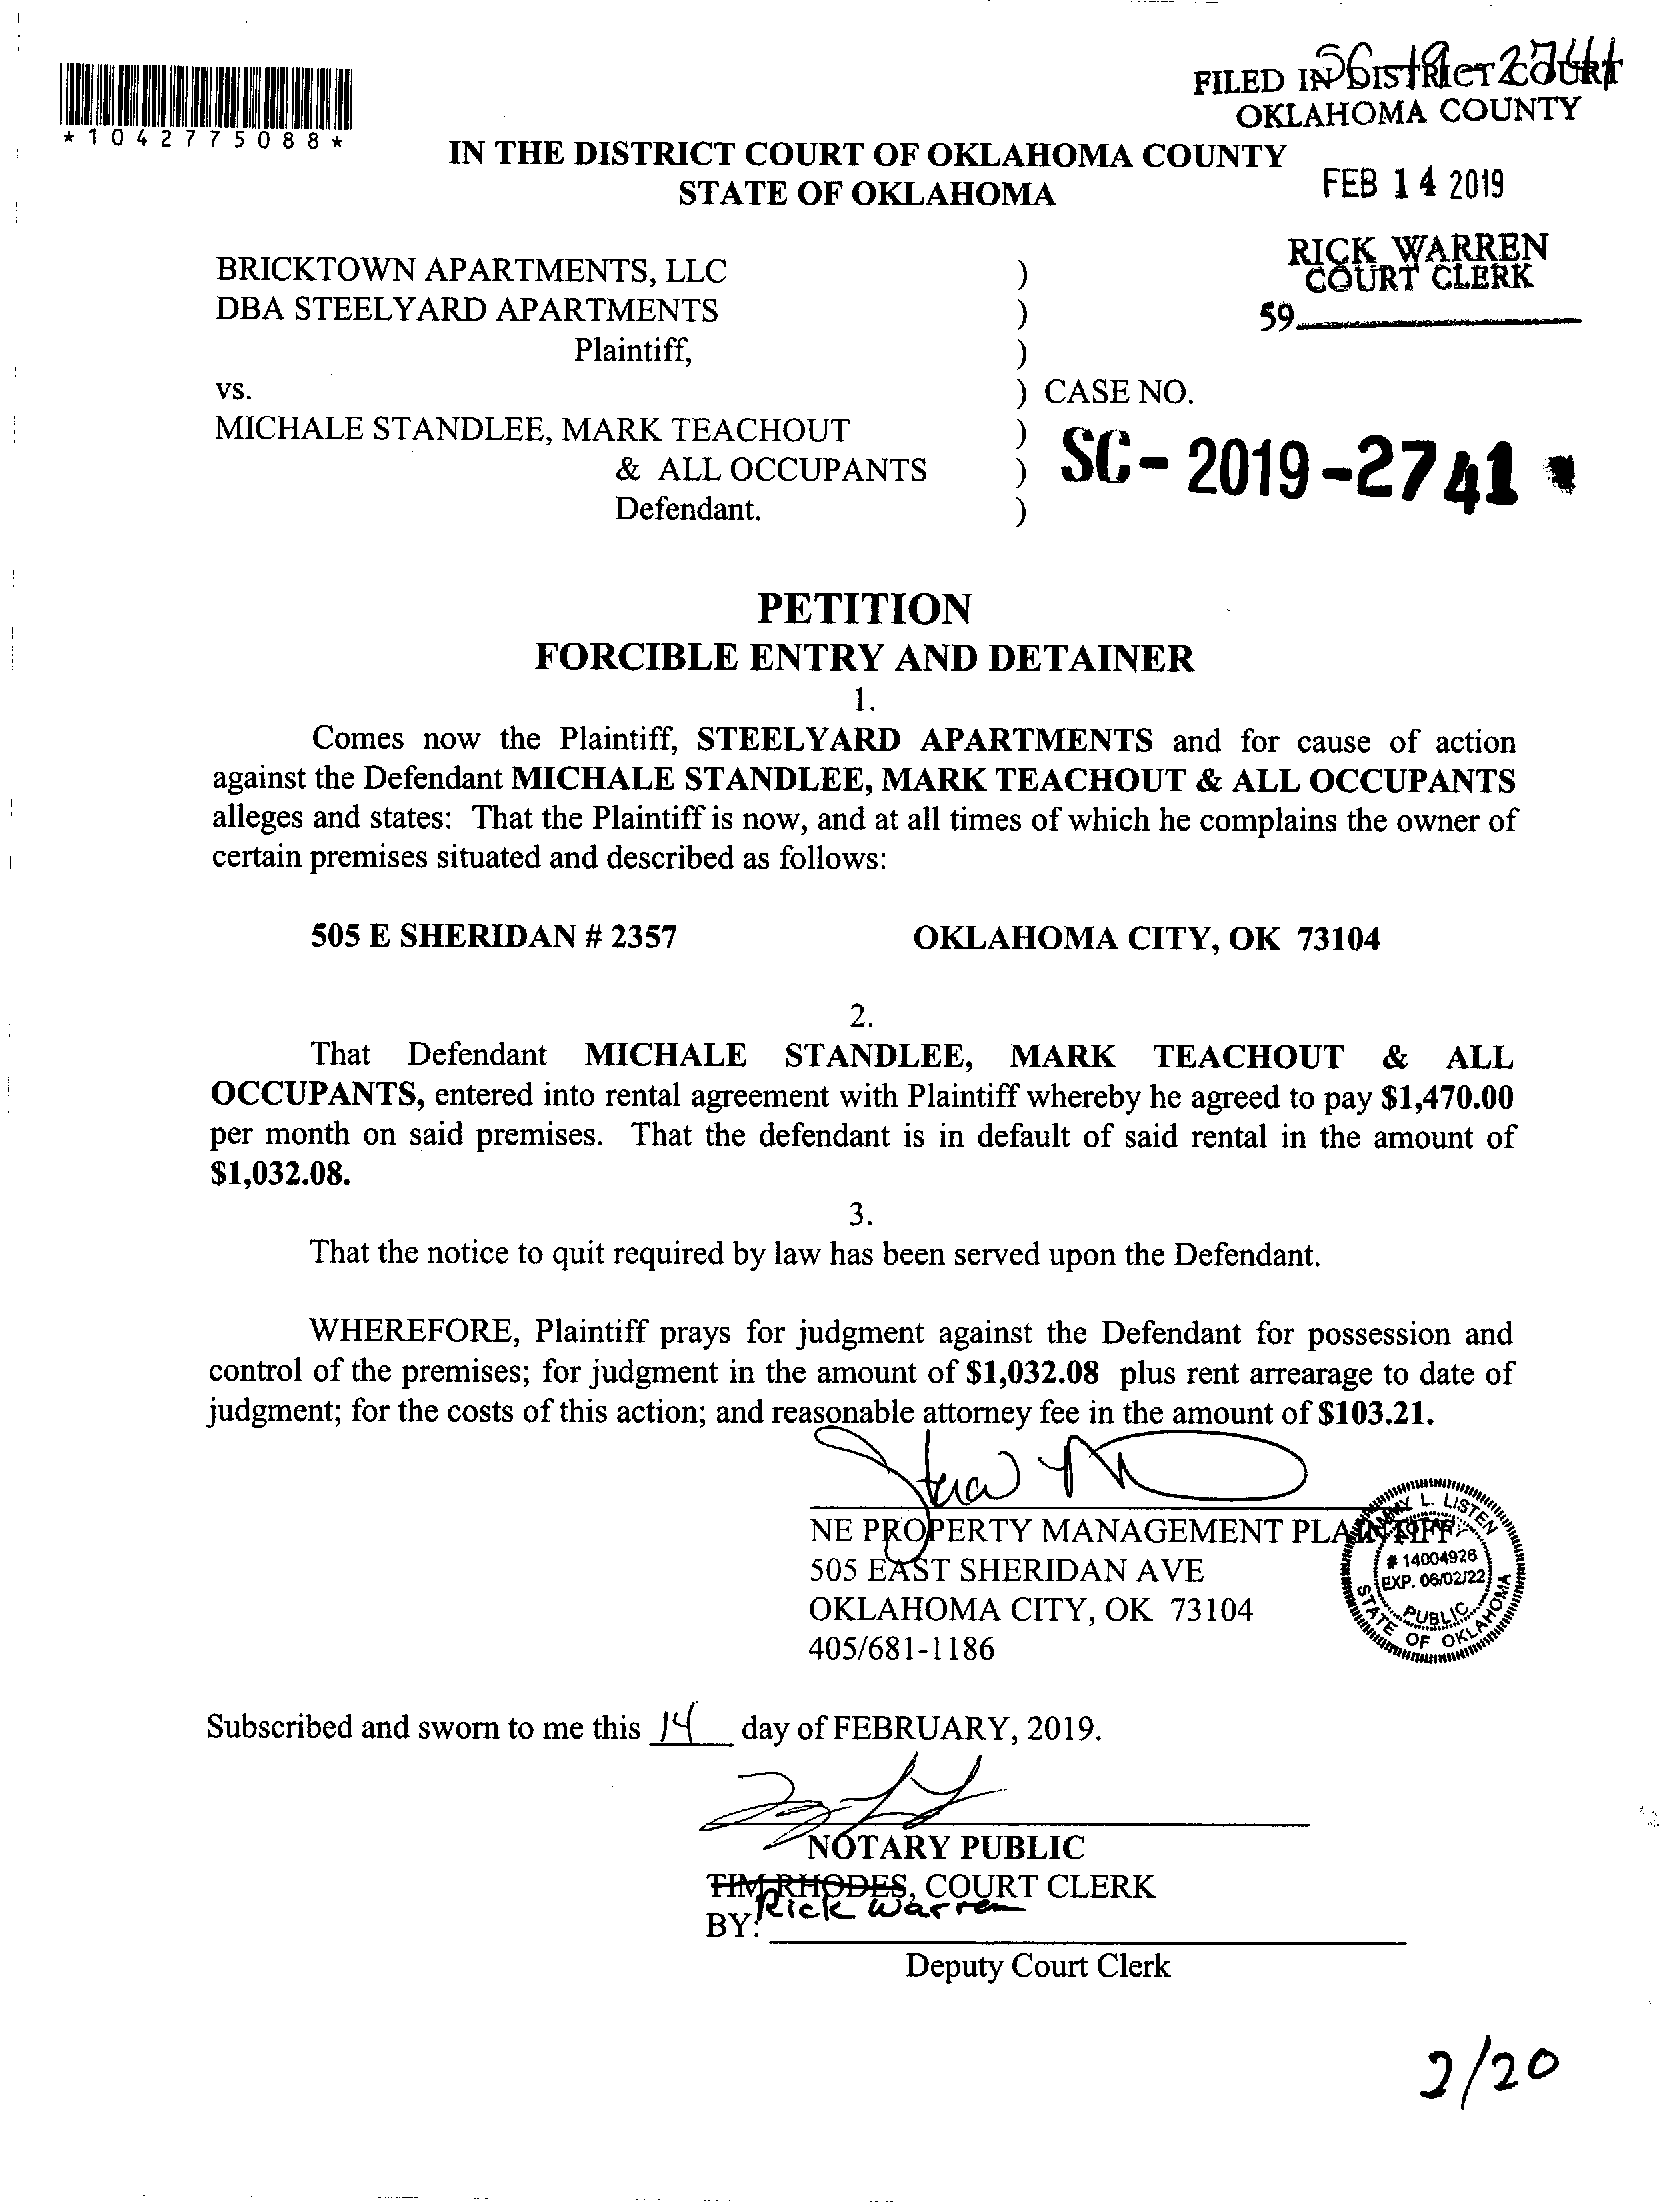 SC-19-2741
FILED IN DISTRICT COURT
OKLAHOMA COUNTY
*1042775088*
IN THE DISTRICT COURT OF OKLAHOMA COUNTY
STATE OF OKLAHOMA
FEB 14 2019
RICK WARREN
COURT CLERK
59
BRICKTOWN APARTMENTS, LLC )
DBA STEELYARD APARTMENTS )
Plaintiff, )
vs. ) CASE NO.
MICHALE STANDLEE, MARK TEACHOUT )
& ALL OCCUPANTS ) SC-2019-2741
Defendant. )
PETITION
FORCIBLE ENTRY AND DETAINER
1.
Comes now the Plaintiff, STEELYARD APARTMENTS and for cause of action
against the Defendant MICHALE STANDLEE, MARK TEACHOUT & ALL OCCUPANTS
alleges and states: That the Plaintiff is now, and at all times of which he complains the owner of
certain premises situated and described as follows:
505 E SHERIDAN # 2357 OKLAHOMA CITY, OK 73104
2.
That Defendant MICHALE STANDLEE, MARK TEACHOUT & ALL
OCCUPANTS, entered into rental agreement with Plaintiff whereby he agreed to pay $1,470.00
per month on said premises. That the defendant is in default of said rental in the amount of
$1,032.08.
3.
That the notice to quit required by law has been served upon the Defendant.
WHEREFORE, Plaintiff prays for judgment against the Defendant for possession and
control of the premises; for judgment in the amount of $1,032.08 plus rent arrearage to date of
judgment; for the costs of this action; and reasonable attorney fee in the amount of $103.21.
NE PROPERTY MANAGEMENT PLAINTIFF
505 EAST SHERIDAN AVE
OKLAHOMA CITY, OK 73104
405/681-1186
L. LISTEN
NOTARY
# 14004926
EXP. 06/02/22
PUBLIC
STATE OF OKLAHOMA
Subscribed and sworn to me this 14 day of FEBRUARY, 2019.
NOTARY PUBLIC
TIM RHODES, COURT CLERK
Rick Warren
BY:
Deputy Court Clerk
2/20